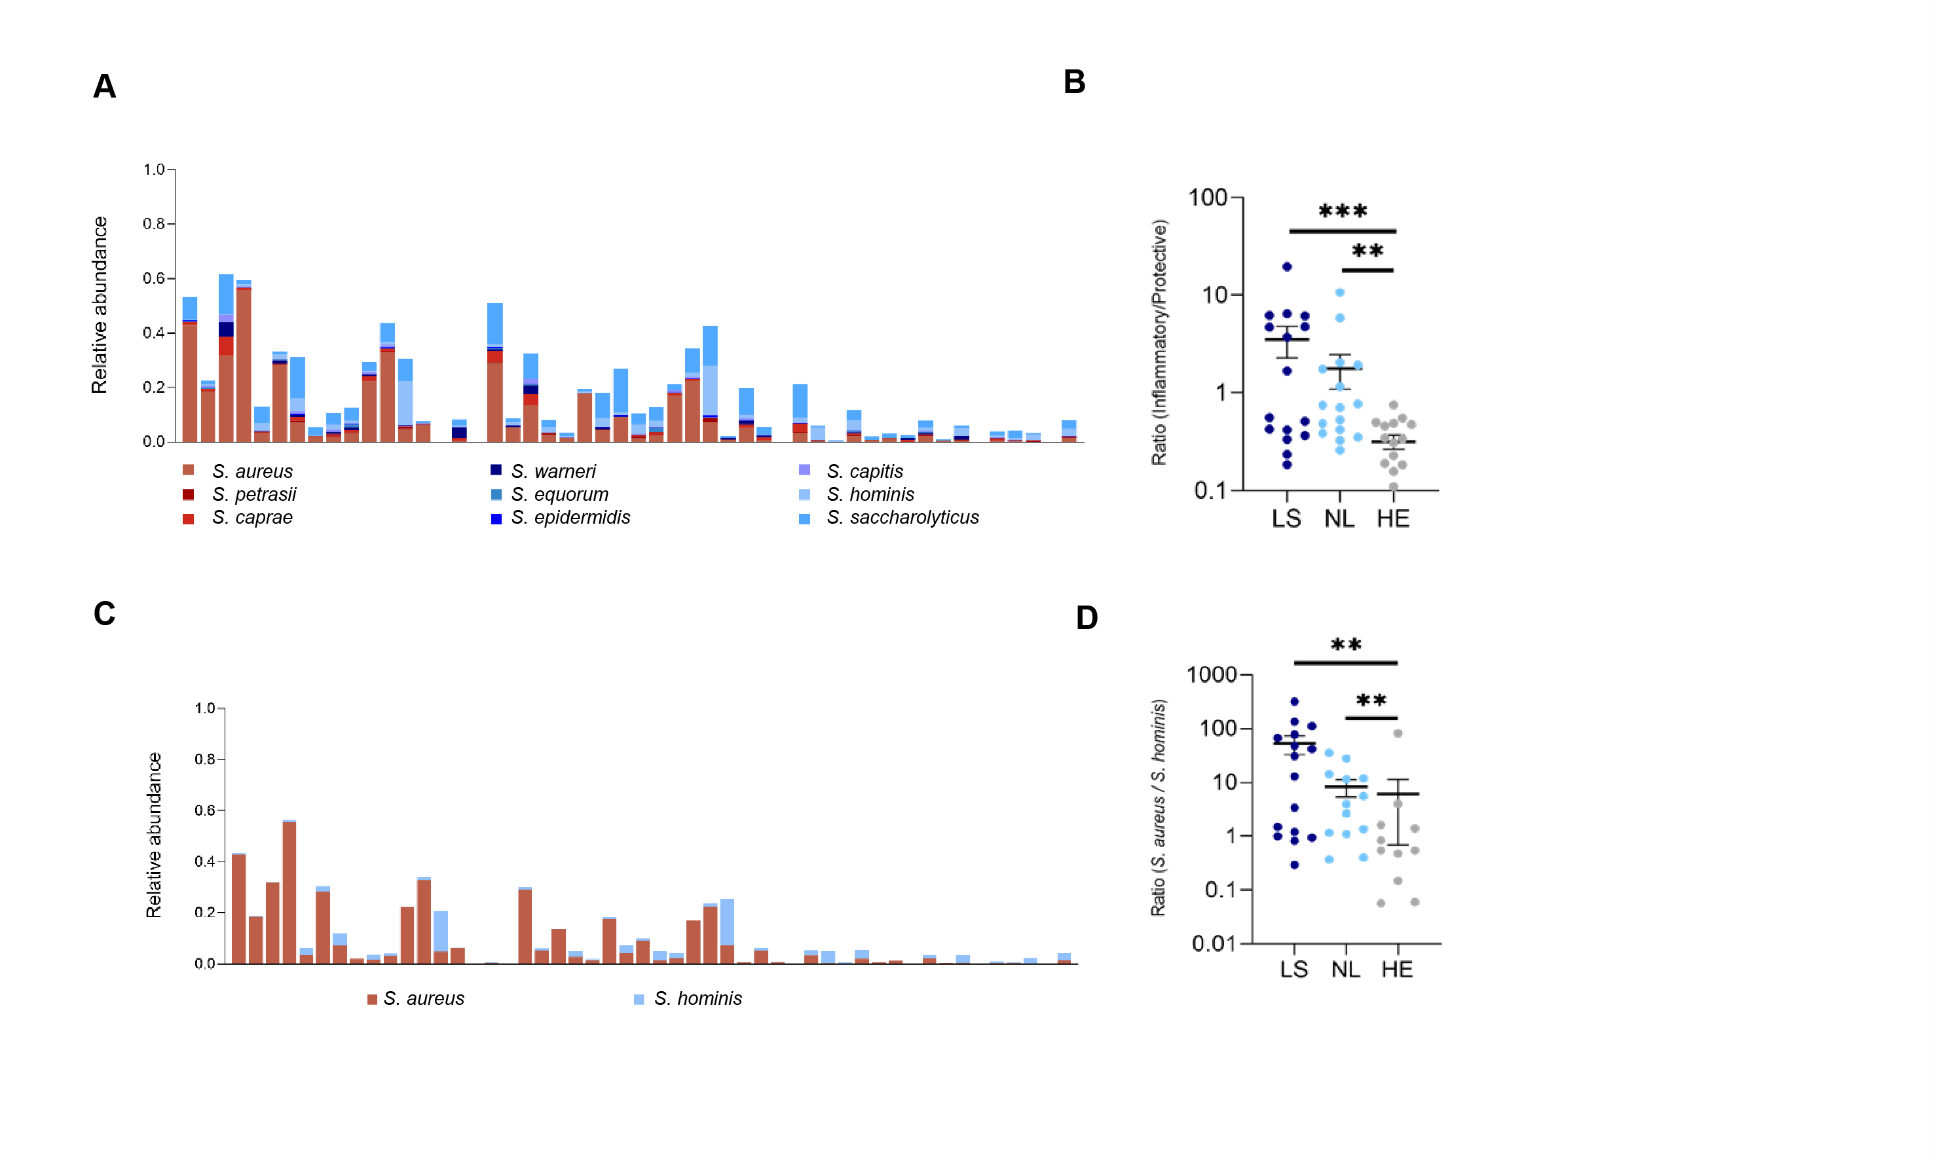 A
B
1.0
0.8
0.6
0.4
0.2
0.0
Relative abundance
S. aureus
S. warneri
S. capitis
S. petrasii
S. equorum
S. hominis
S. caprae
S. epidermidis
S. saccharolyticus
100
10
1
0.1
Ratio (Inflammatory/Protective)
***
**
LS NL HE
C
D
1.0
0.8
0.6
0.4
0.2
0.0
Relative abundance
S. aureus
S. hominis
1000
100
10
1
0.1
0.01
Ratio (S. aureus / S. hominis)
**
**
LS NL HE